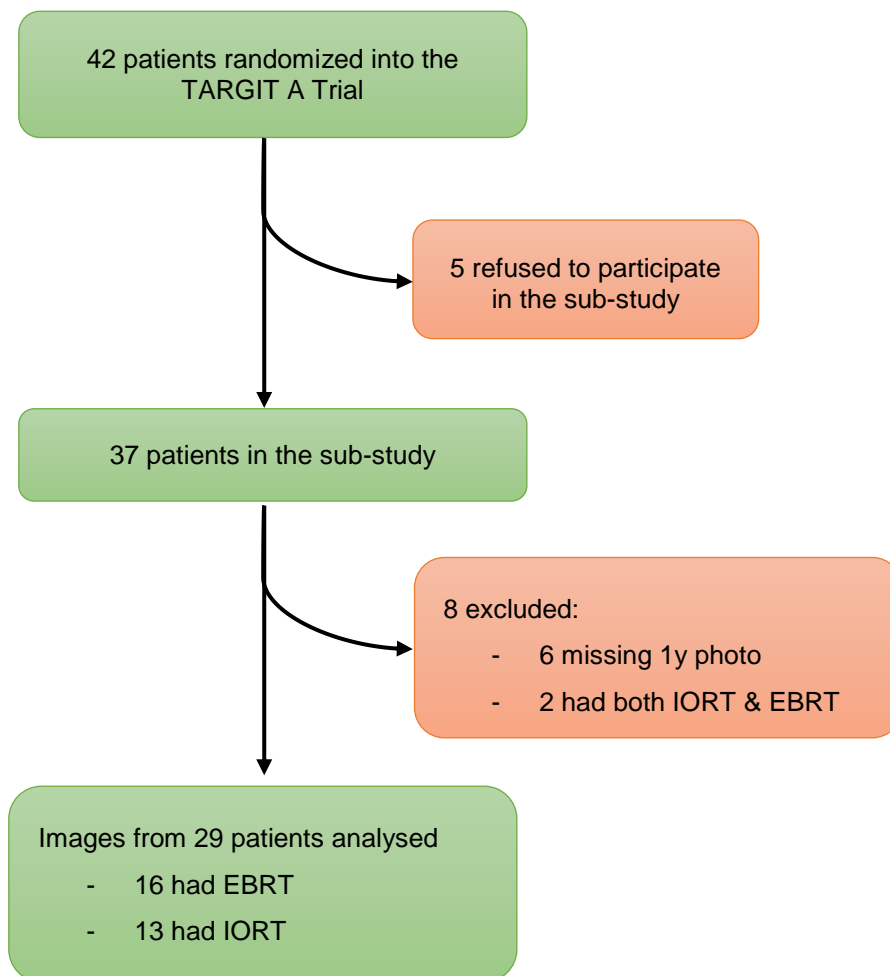 42 patients randomized into the
TARGIT A Trial
5 refused to participate
in the sub-study
37 patients in the sub-study
8 excluded:
- 6 missing 1y photo
- 2 had both IORT & EBRT
Images from 29 patients analysed
- 16 had EBRT
- 13 had IORT